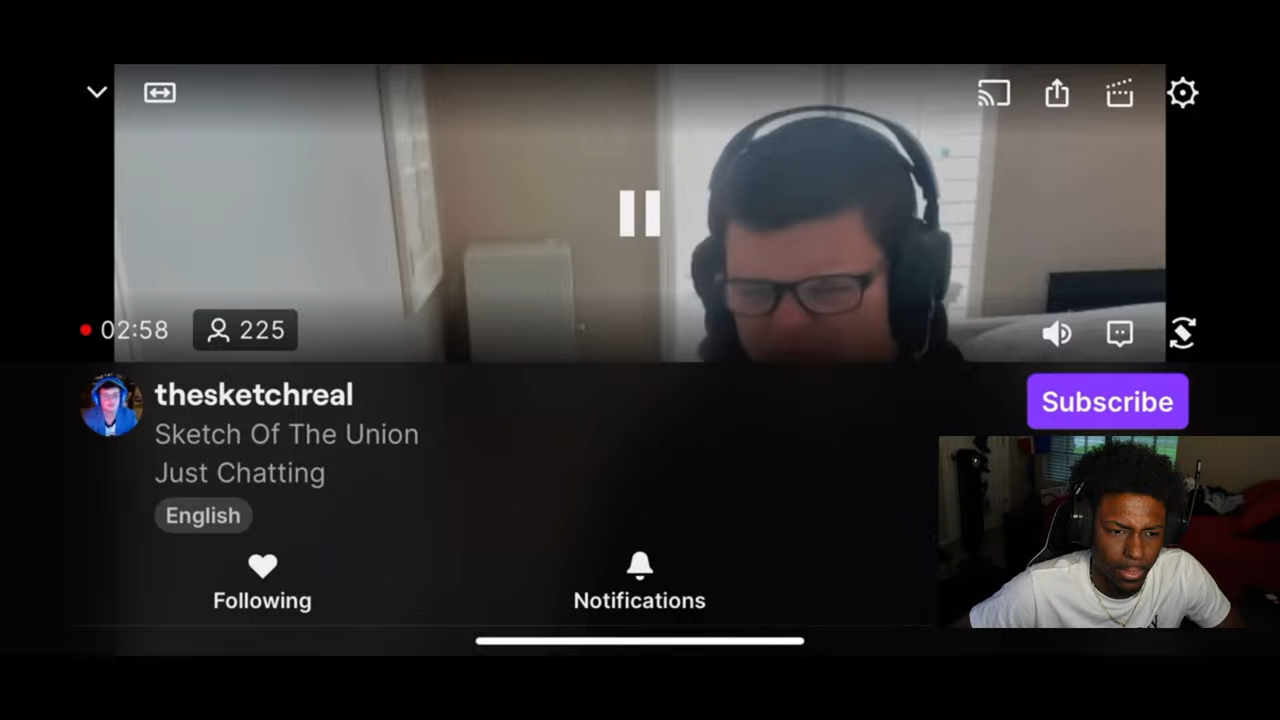 02:58
225
thesketchreal
Subscribe
Sketch Of The Union
Just Chatting
English
Following
Notifications